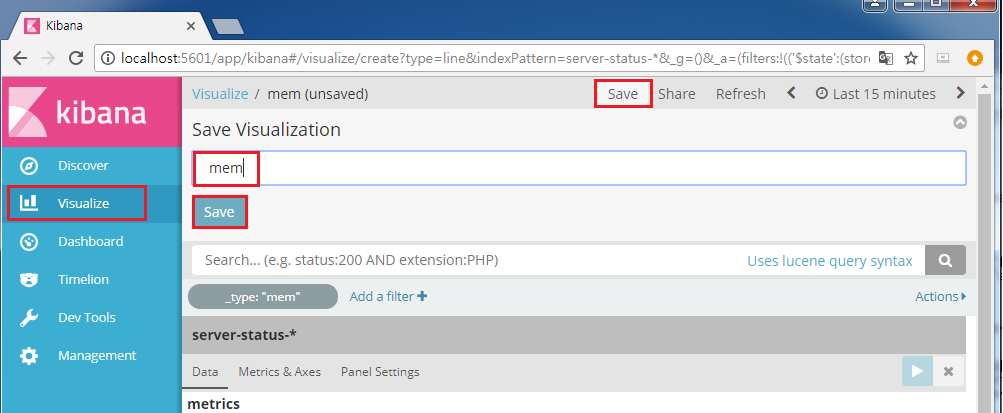 Kibana
localhost:5601/app/kibana#/visualize/create?type=line&indexPattern=server-status-*&_g=()&_a=(filters:!(('$state':(store
kibana
Discover
Visualize
Dashboard
Timelion
Dev Tools
Management
Visualize / mem (unsaved)
Save Share Refresh Last 15 minutes
Save Visualization
mem
Save
Search... (e.g. status:200 AND extension:PHP) Uses lucene query syntax
_type: "mem" Add a filter Actions
server-status-*
Data Metrics & Axes Panel Settings
metrics